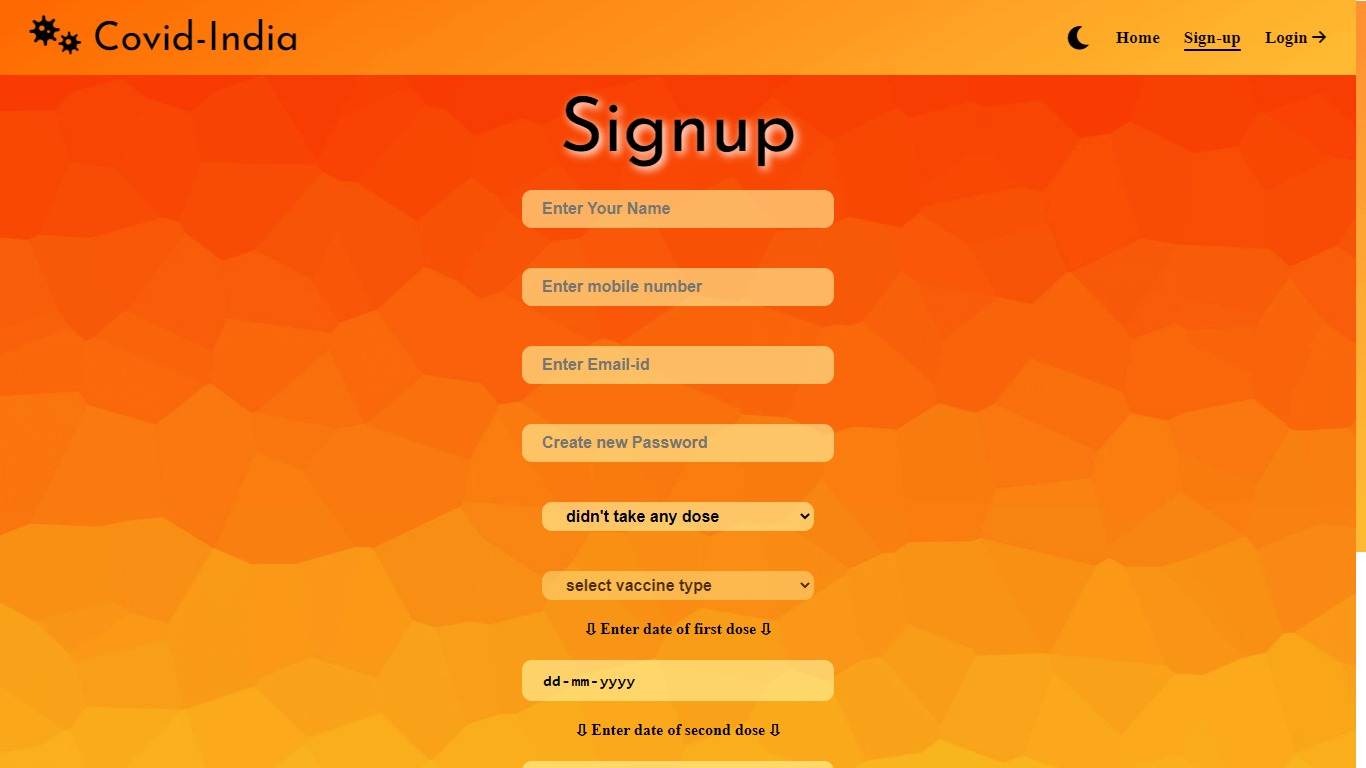 Covid-India
Home Sign-up Login →
Signup
Enter Your Name
Enter mobile number
Enter Email-id
Create new Password
didn't take any dose
select vaccine type
⇩ Enter date of first dose ⇩
dd-mm-yyyy
⇩ Enter date of second dose ⇩